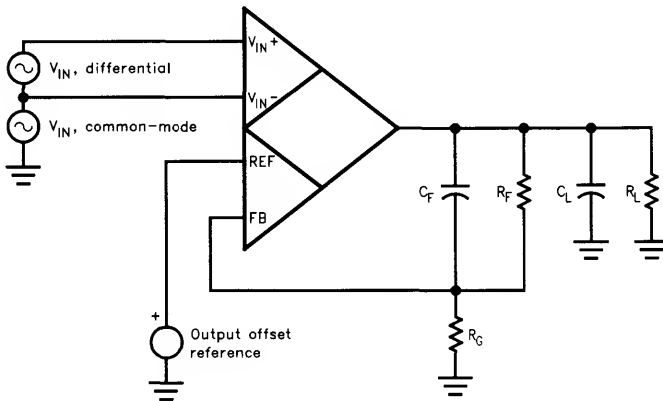 V_IN+
V_IN, differential
V_IN-
V_IN, common-mode
REF
FB
C_F
R_F
C_L
R_L
+
Output offset
reference
R_G